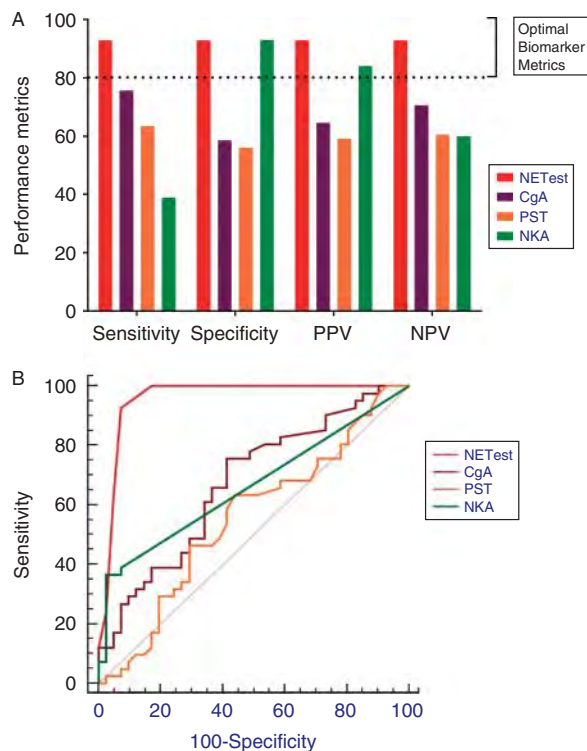 A
100
80
60
40
20
0
Performance metrics
Optimal
Biomarker
Metrics
NETest
CgA
PST
NKA
Sensitivity Specificity PPV NPV
B
100
80
60
40
20
0
Sensitivity
NETest
CgA
PST
NKA
0 20 40 60 80 100
100-Specificity